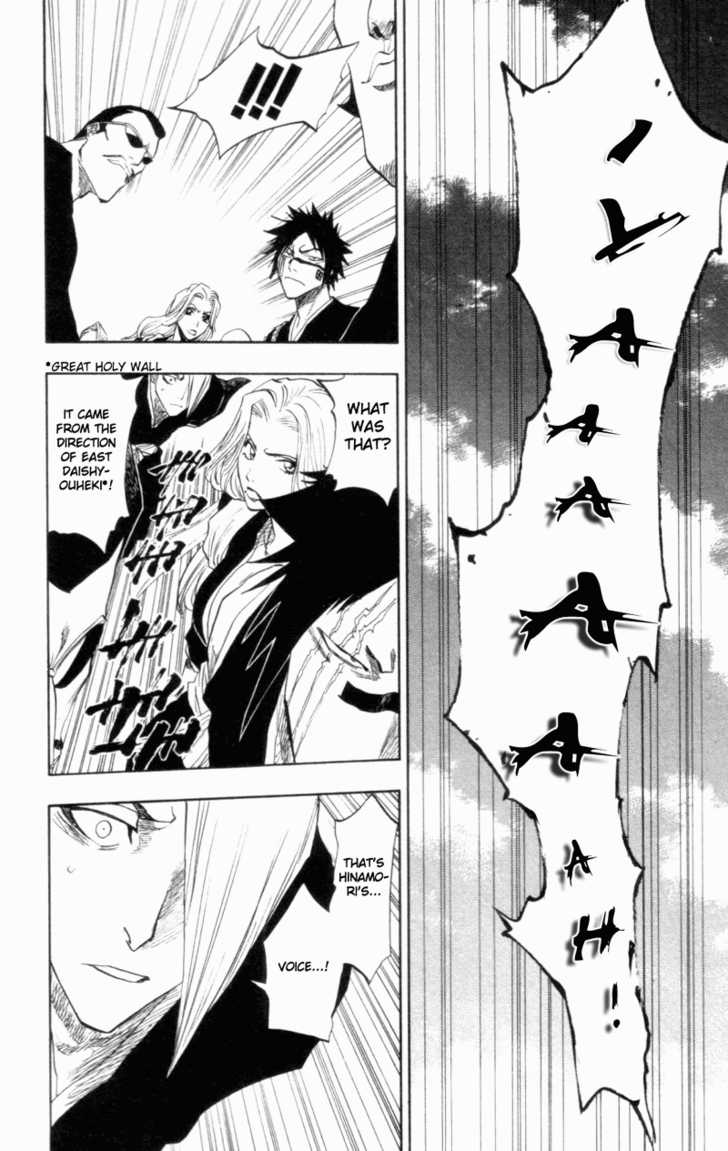 IYAAAAAAH!
!!!
*GREAT HOLY WALL
WHAT
WAS
THAT?
IT CAME
FROM THE
DIRECTION
OF EAST
DAISHY-
OUHEKI*!
THAT'S
HINAMO-
RI'S...
VOICE...!